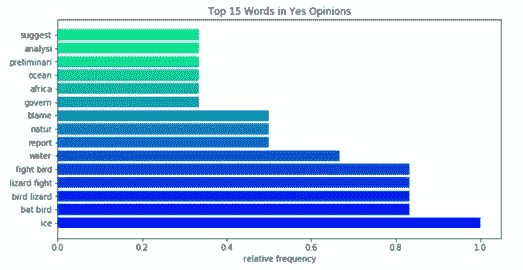 Top 15 Words in Yes Opinions
suggest
analysi
preliminari
ocean
africa
govern
blame
natur
report
water
fight bird
lizard fight
bird lizard
bat bird
ice
0.0 0.2 0.4 0.6 0.8 1.0
relative frequency